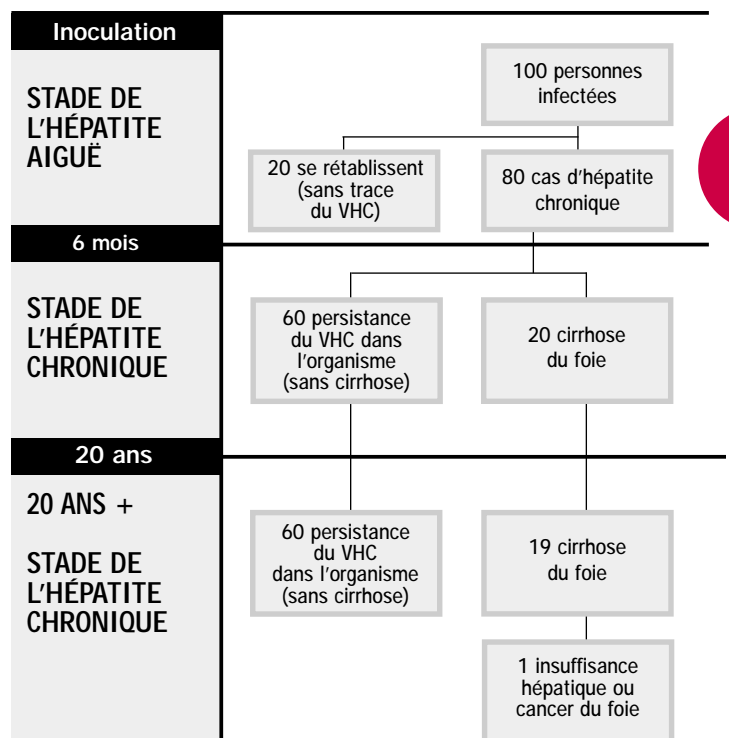 Inoculation
STADE DE
L'HÉPATITE
AIGUË
100 personnes
infectées
20 se rétablissent
(sans trace
du VHC)
80 cas d'hépatite
chronique
6 mois
STADE DE
L'HÉPATITE
CHRONIQUE
60 persistance
du VHC dans
l'organisme
(sans cirrhose)
20 cirrhose
du foie
20 ans
20 ANS +
STADE DE
L'HÉPATITE
CHRONIQUE
60 persistance
du VHC
dans l'organisme
(sans cirrhose)
19 cirrhose
du foie
1 insuffisance
hépatique ou
cancer du foie